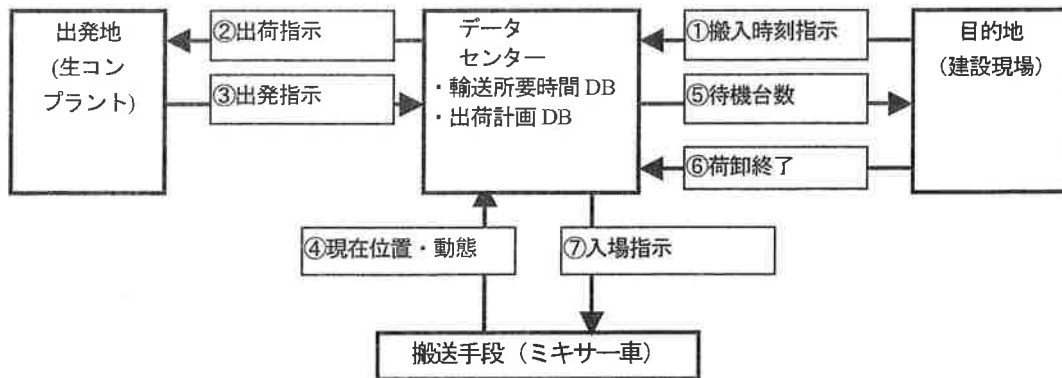 出発地
(生コン
プラント)
②出荷指示
③出発指示
データ
センター
・輸送所要時間 DB
・出荷計画 DB
①搬入時刻指示
⑤待機台数
⑥荷卸終了
目的地
(建設現場)
④現在位置・動態
⑦入場指示
搬送手段（ミキサー車）